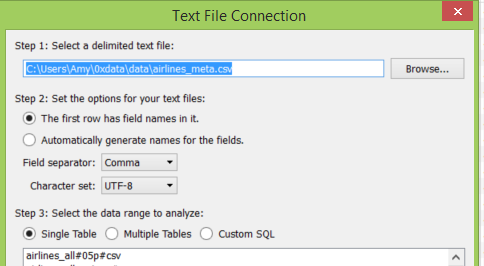 Text File Connection
Step 1: Select a delimited text file:
C:\Users\Amy\0xdata\data\airlines_meta.csv
Browse...
Step 2: Set the options for your text files:
The first row has field names in it.
Automatically generate names for the fields.
Field separator: Comma
Character set: UTF-8
Step 3: Select the data range to analyze:
Single Table Multiple Tables Custom SQL
airlines_all#05p#csv